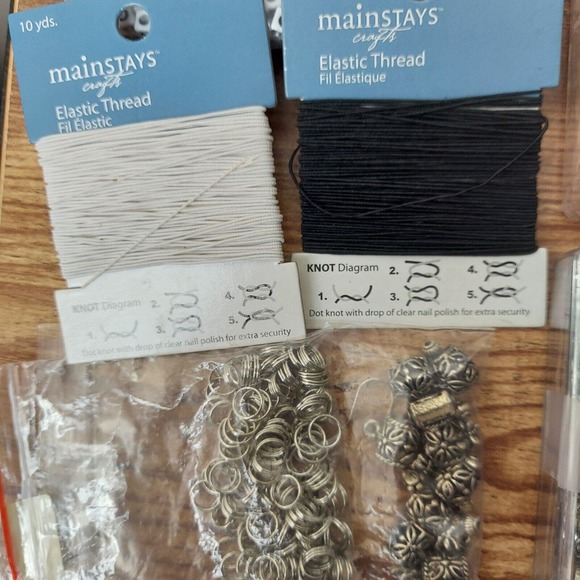 10 yds.
mainSTAYS
crafts
Elastic Thread
Fil Élastic
KNOT Diagram
1.
2.
3.
4.
5.
Dot knot with drop of clear nail polish for extra security
mainSTAYS
crafts
Elastic Thread
Fil Élastique
KNOT Diagram
1.
2.
3.
4.
5.
Dot knot with drop of clear nail polish for extra security